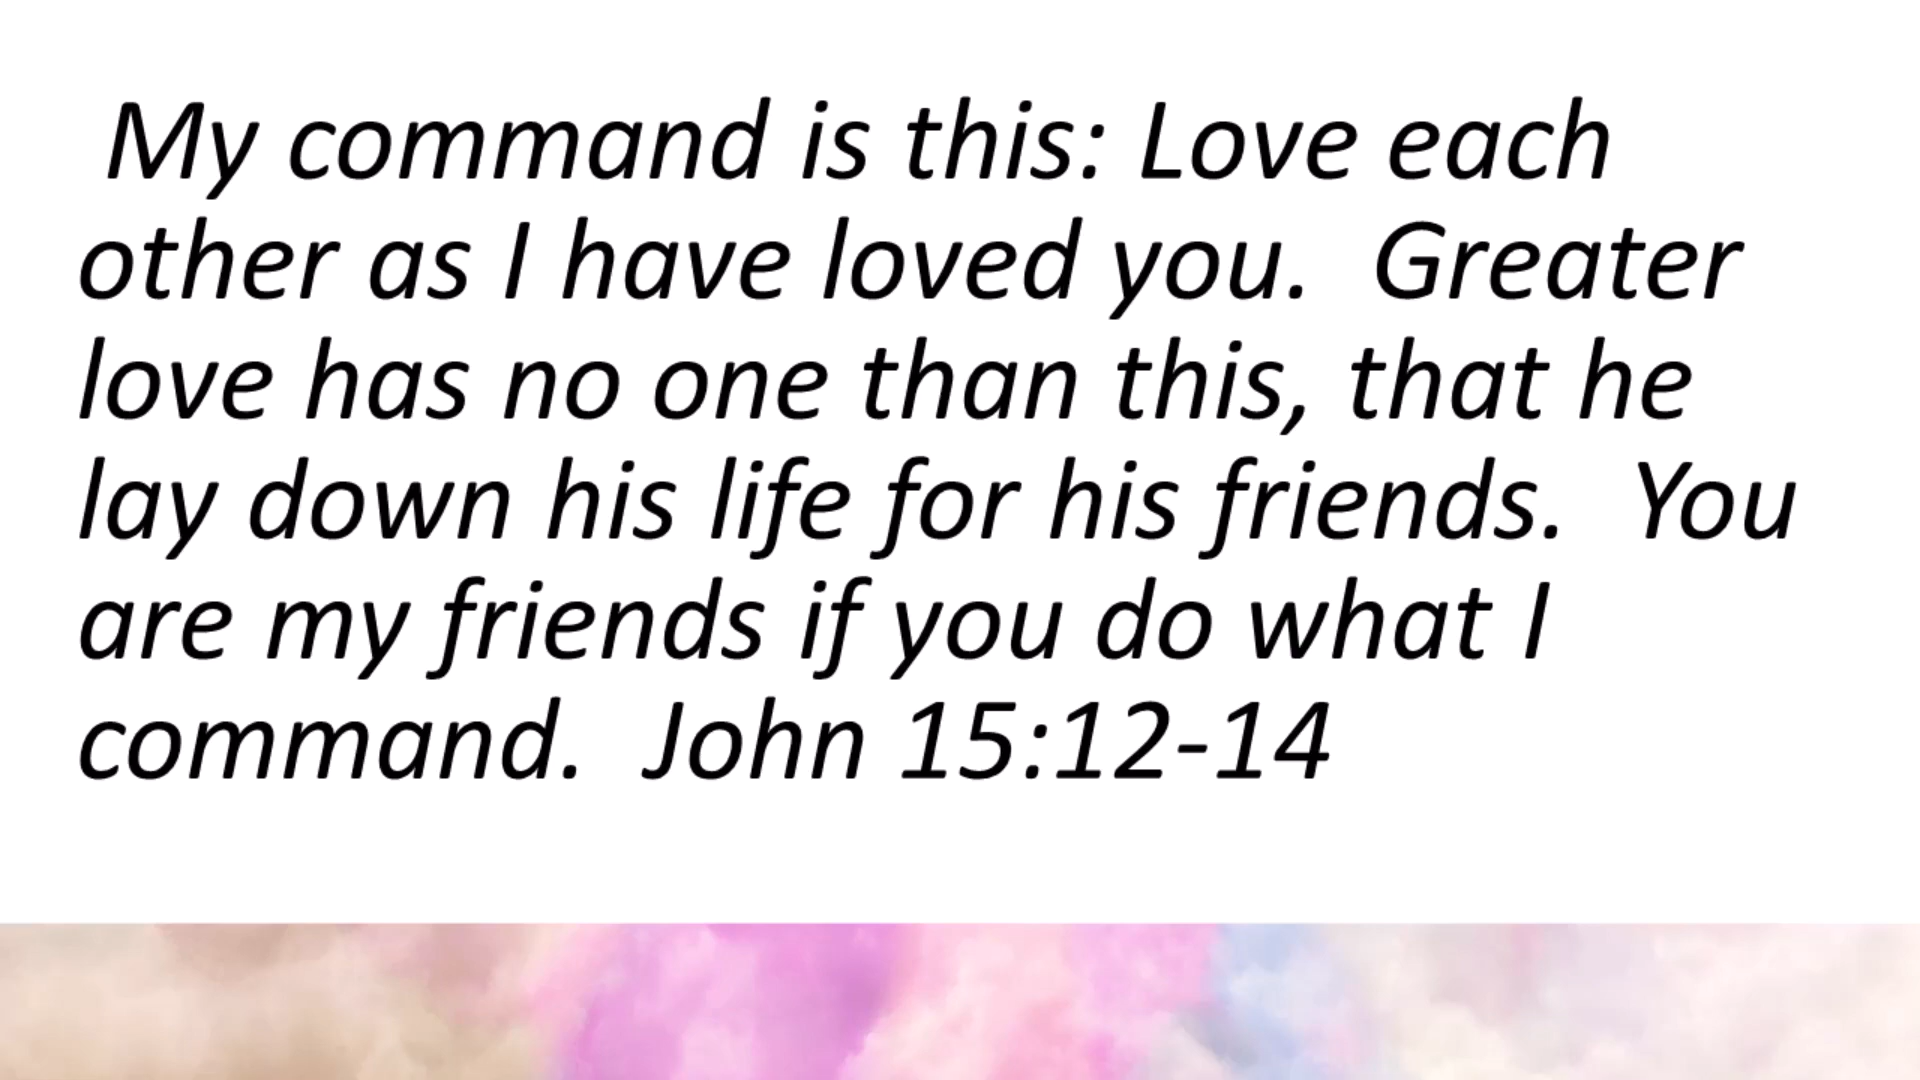 My command is this: Love each
other as I have loved you.  Greater
love has no one than this, that he
lay down his life for his friends.  You
are my friends if you do what I
command.  John 15:12-14